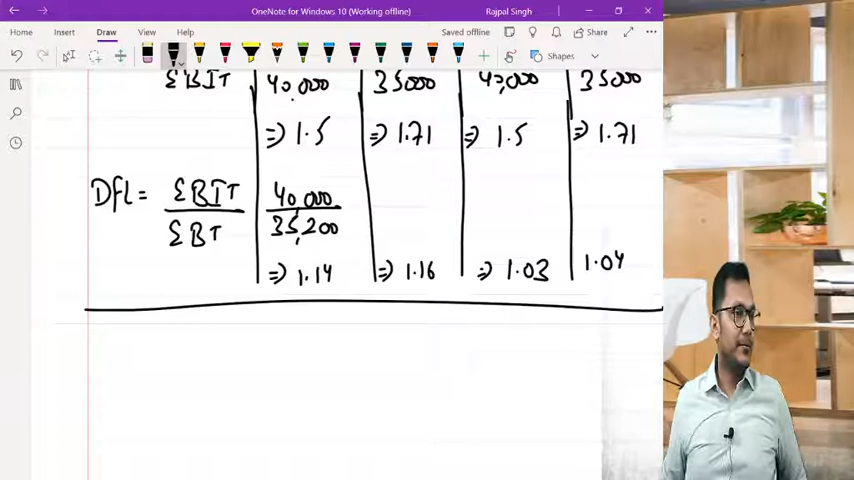 OneNote for Windows 10 (Working offline)
Rajpal Singh
Home Insert Draw View Help
Saved offline
Share
Shapes
EBIT 40,000 35000 40,000 35000
=> 1.5 => 1.71 => 1.5 => 1.71
DfL = EBIT 40,000
EBT 35,200
=> 1.14 => 1.16 => 1.03 1.04